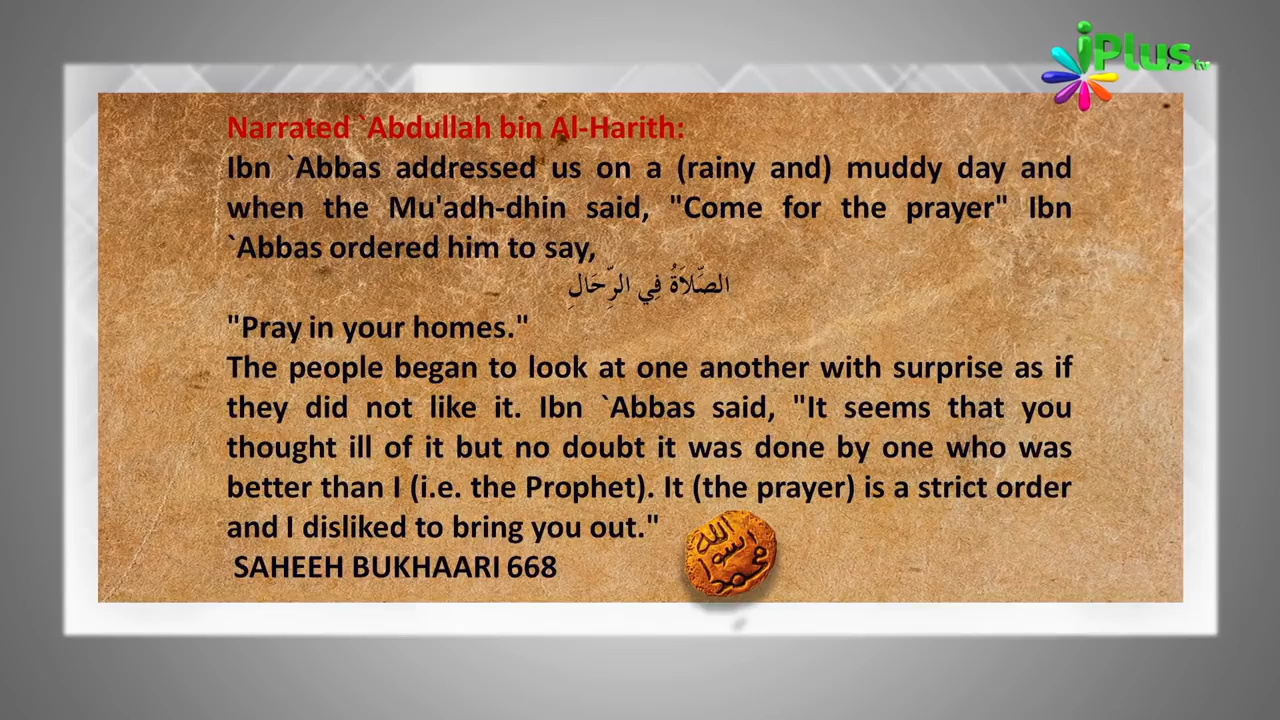 iPlus tv
Narrated `Abdullah bin Al-Harith:
Ibn `Abbas addressed us on a (rainy and) muddy day and
when the Mu'adh-dhin said, "Come for the prayer" Ibn
`Abbas ordered him to say,
الصَّلاَةُ فِي الرِّحَالِ
"Pray in your homes."
The people began to look at one another with surprise as if
they did not like it. Ibn `Abbas said, "It seems that you
thought ill of it but no doubt it was done by one who was
better than I (i.e. the Prophet). It (the prayer) is a strict order
and I disliked to bring you out."
SAHEEH BUKHAARI 668
الله
رسول
محمد